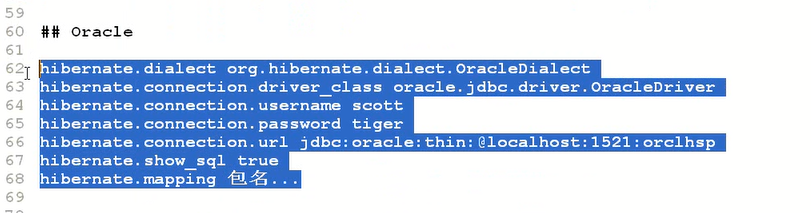 59
60 ## Oracle
61
62 hibernate.dialect org.hibernate.dialect.OracleDialect
63 hibernate.connection.driver_class oracle.jdbc.driver.OracleDriver
64 hibernate.connection.username scott
65 hibernate.connection.password tiger
66 hibernate.connection.url jdbc:oracle:thin:@localhost:1521:orclhsp
67 hibernate.show_sql true
68 hibernate.mapping 包名...
69